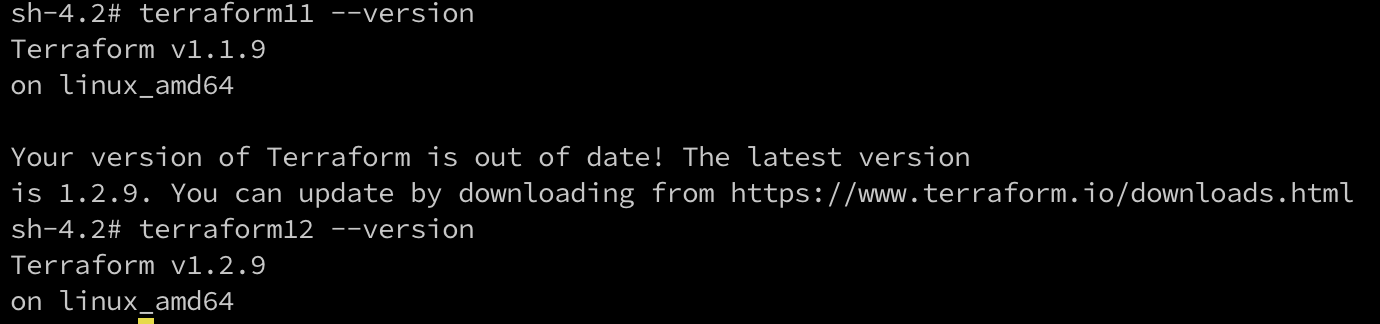 sh-4.2# terraform11 --version
Terraform v1.1.9
on linux_amd64
Your version of Terraform is out of date! The latest version
is 1.2.9. You can update by downloading from https://www.terraform.io/downloads.html
sh-4.2# terraform12 --version
Terraform v1.2.9
on linux_amd64